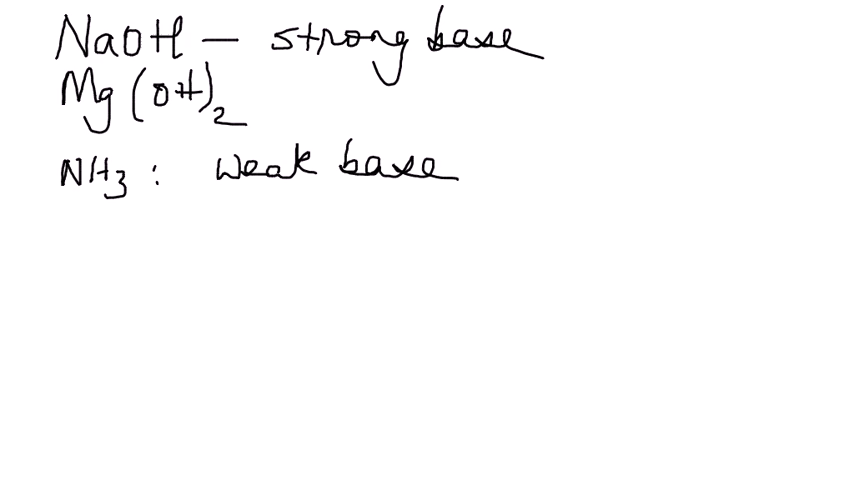 NaOH — strong base
Mg(OH)₂
NH₃ : Weak base